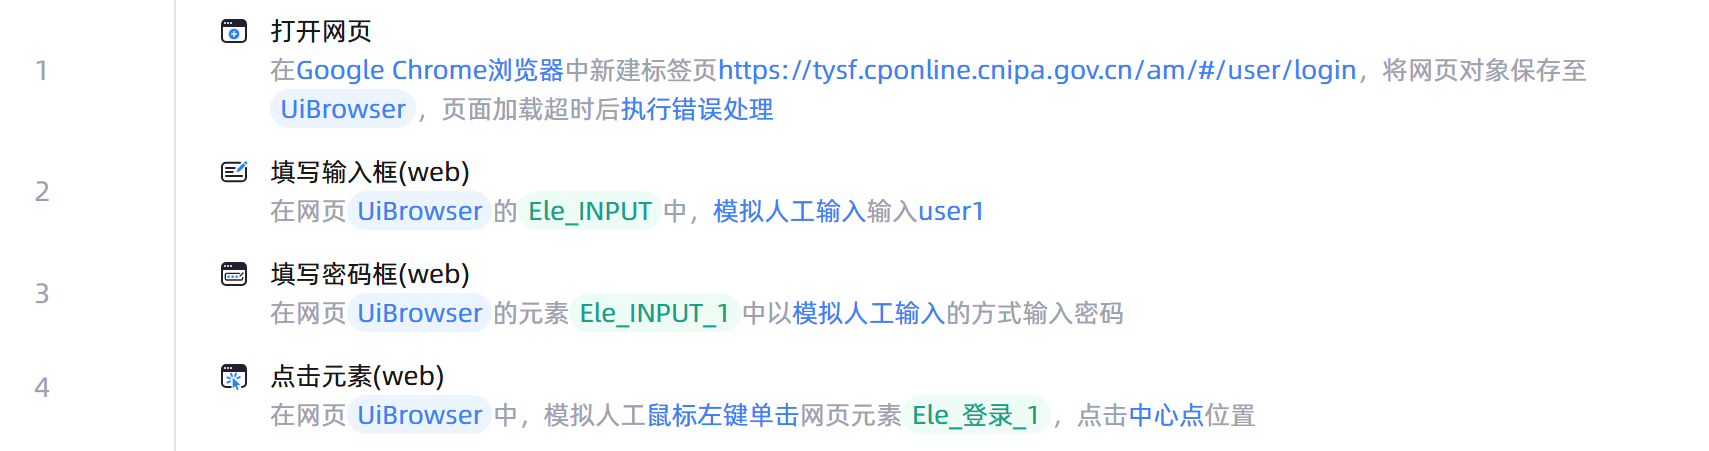 打开网页
1
在Google Chrome浏览器中新建标签页https://tysf.cponline.cnipa.gov.cn/am/#/user/login，将网页对象保存至
UiBrowser，页面加载超时后执行错误处理
填写输入框(web)
2
在网页 UiBrowser 的 Ele_INPUT 中，模拟人工输入输入user1
填写密码框(web)
3
在网页 UiBrowser 的元素 Ele_INPUT_1 中以模拟人工输入的方式输入密码
点击元素(web)
4
在网页 UiBrowser 中，模拟人工鼠标左键单击网页元素 Ele_登录_1 ，点击中心点位置